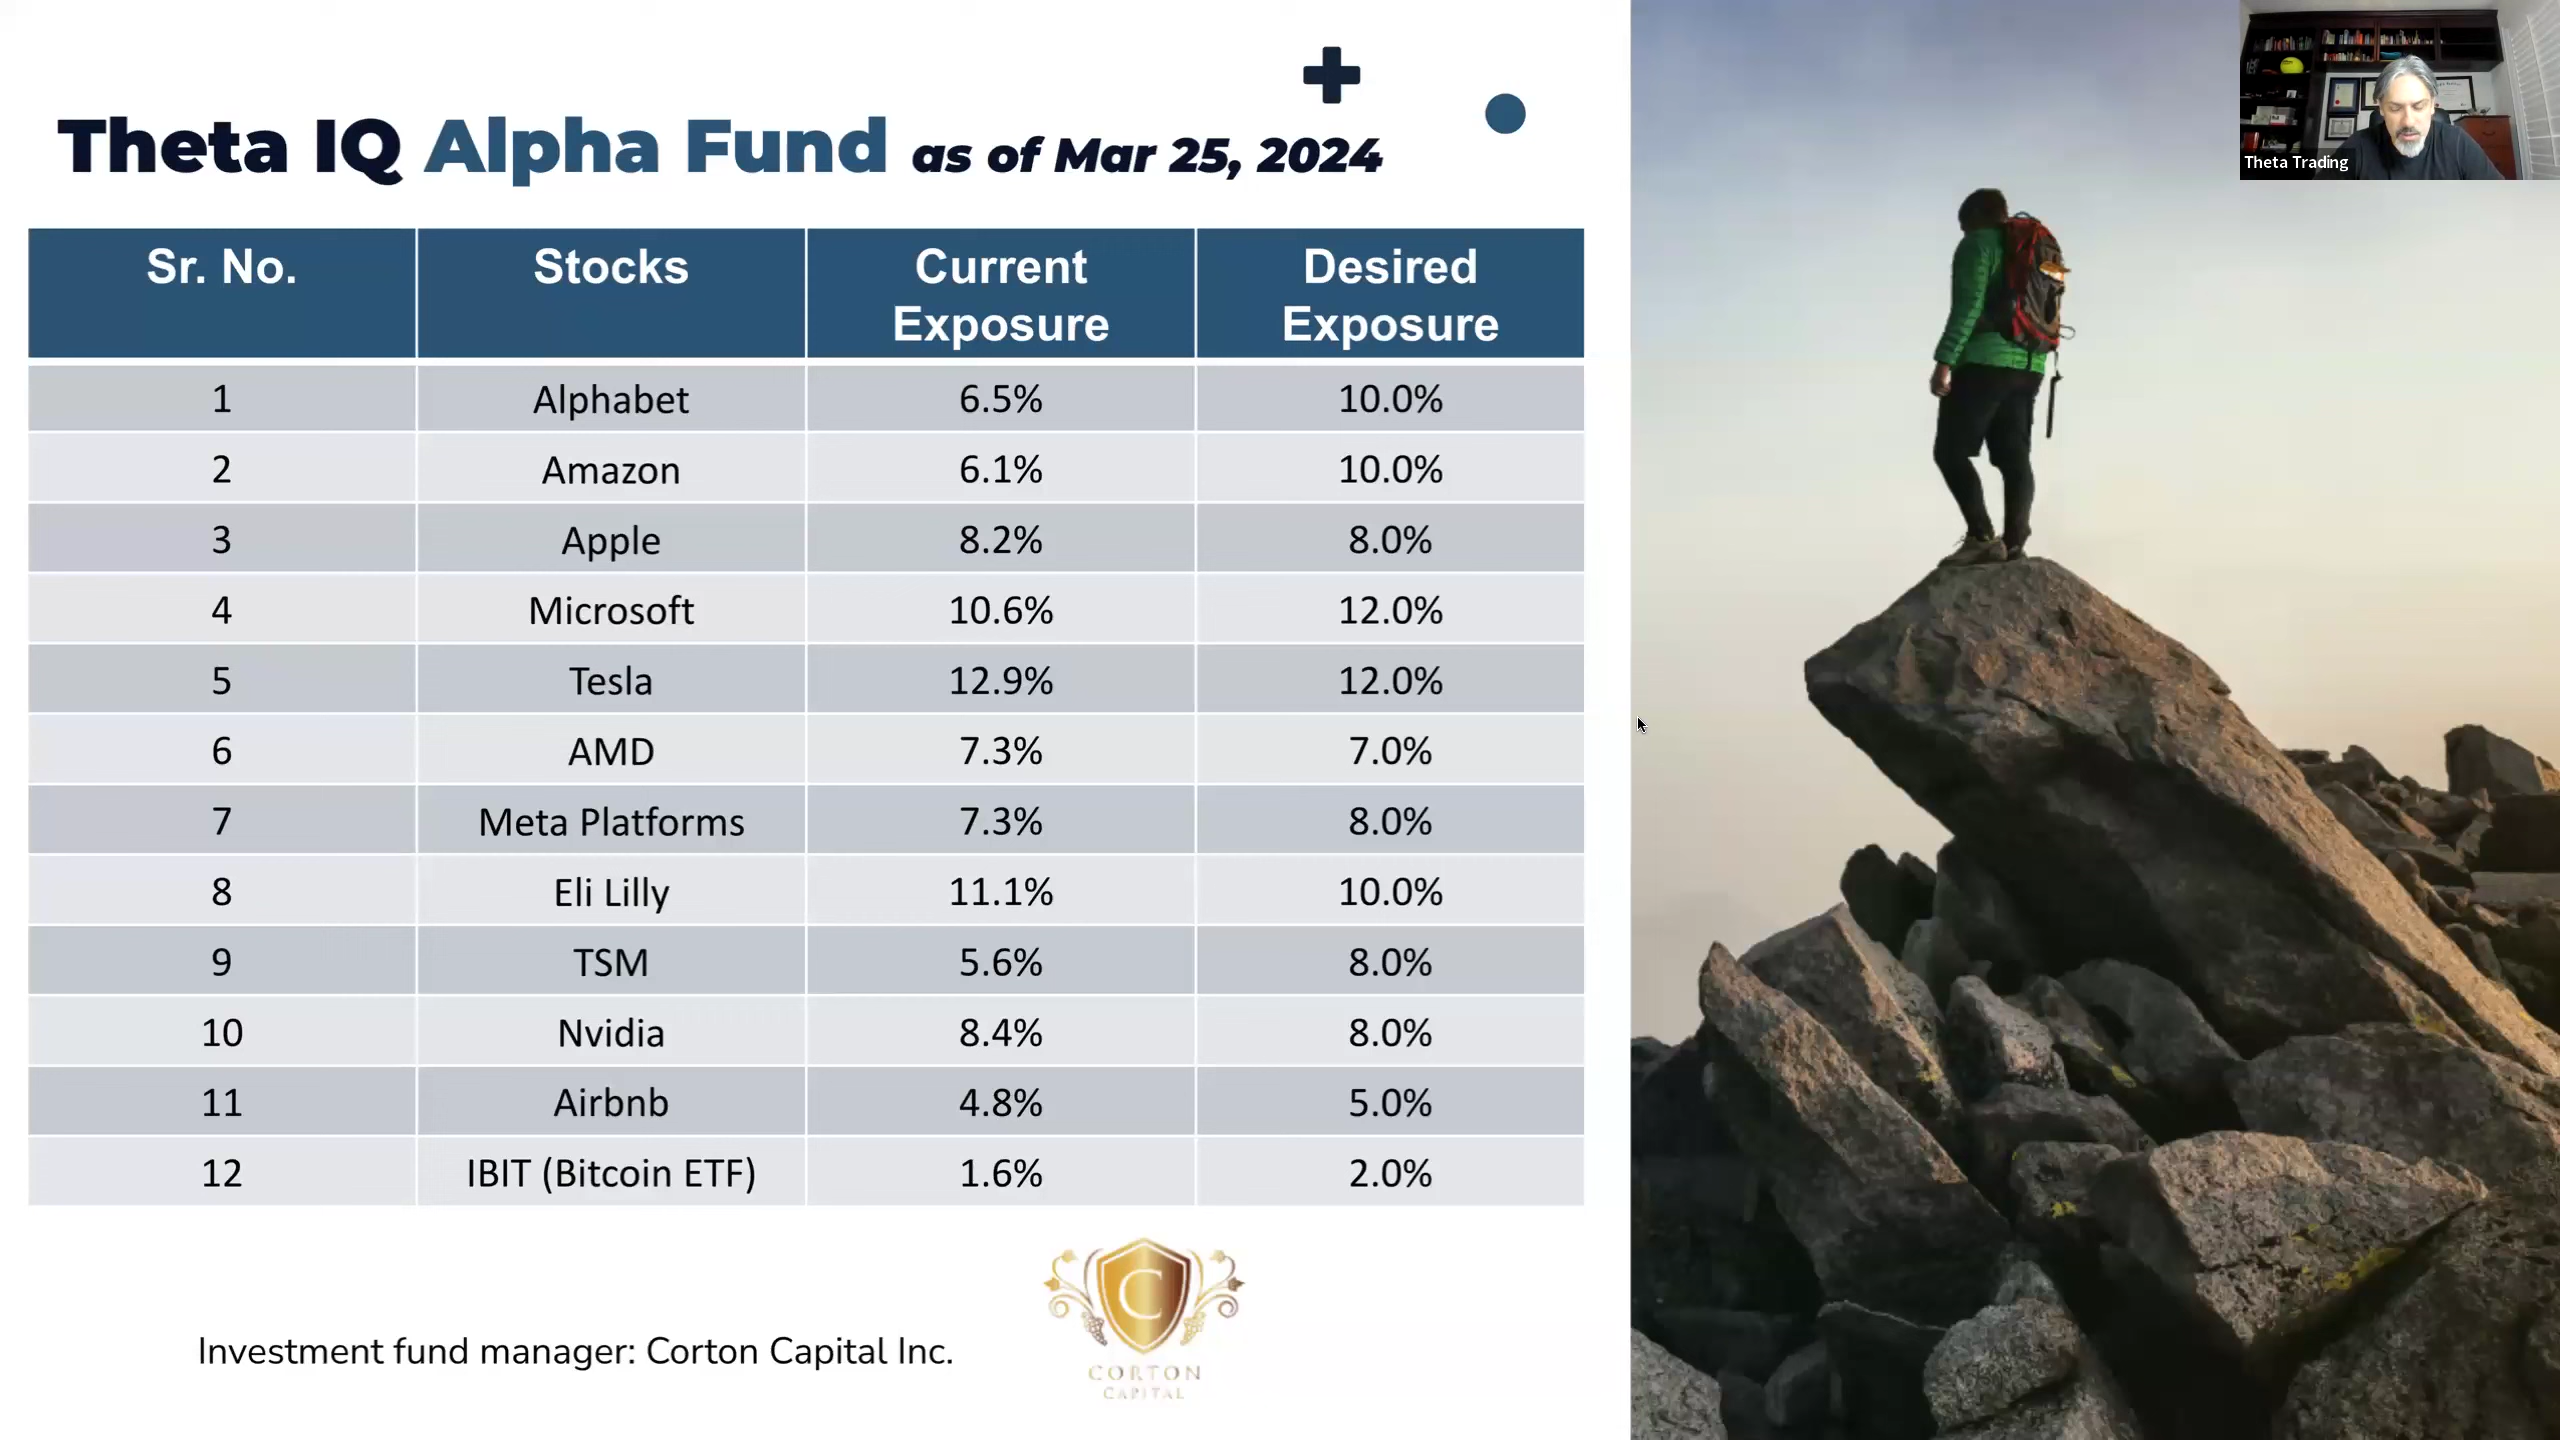 Theta IQ Alpha Fund as of Mar 25, 2024
Theta Trading
Sr. No. Stocks Current Exposure Desired Exposure
1 Alphabet 6.5% 10.0%
2 Amazon 6.1% 10.0%
3 Apple 8.2% 8.0%
4 Microsoft 10.6% 12.0%
5 Tesla 12.9% 12.0%
6 AMD 7.3% 7.0%
7 Meta Platforms 7.3% 8.0%
8 Eli Lilly 11.1% 10.0%
9 TSM 5.6% 8.0%
10 Nvidia 8.4% 8.0%
11 Airbnb 4.8% 5.0%
12 IBIT (Bitcoin ETF) 1.6% 2.0%
Investment fund manager: Corton Capital Inc.
C
CORTON
CAPITAL